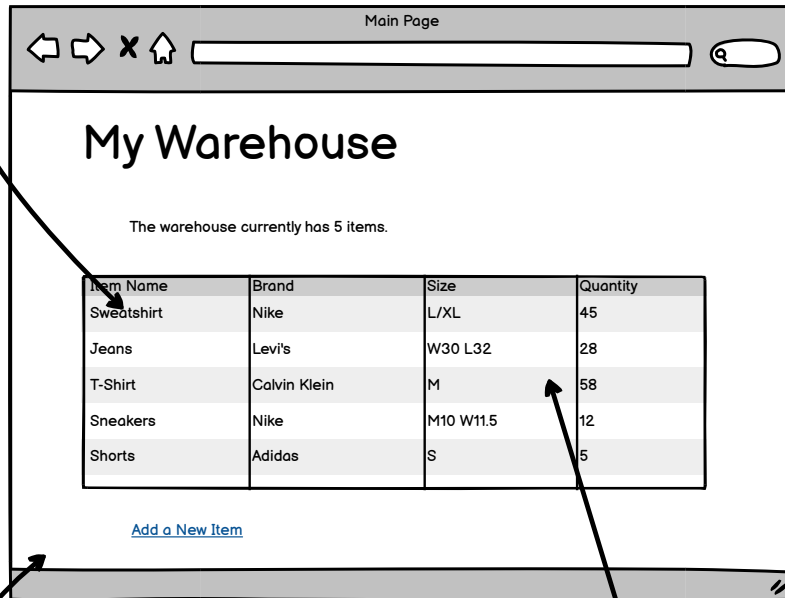 Main Page
My Warehouse
The warehouse currently has 5 items.
Item Name Brand Size Quantity
Sweatshirt Nike L/XL 45
Jeans Levi's W30 L32 28
T-Shirt Calvin Klein M 58
Sneakers Nike M10 W11.5 12
Shorts Adidas S 5
Add a New Item